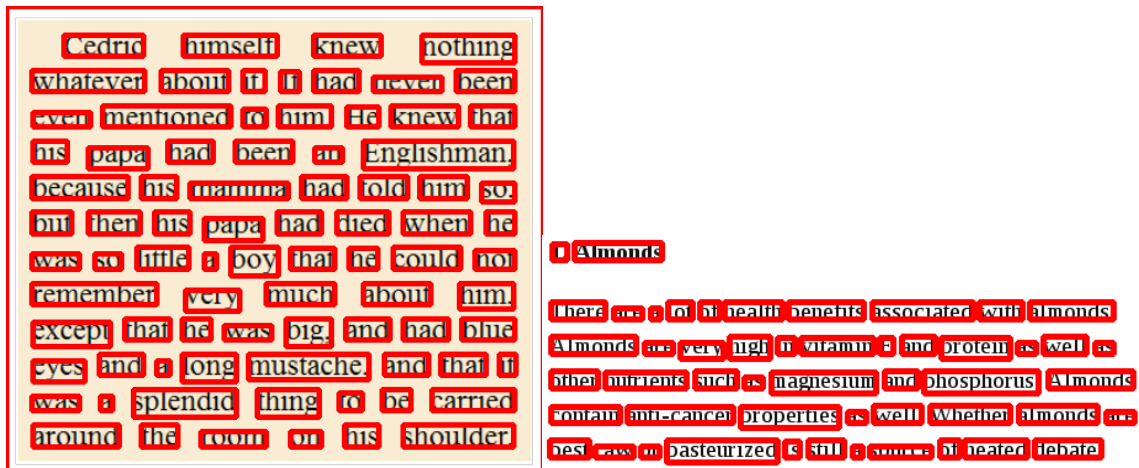 Cedric himself knew nothing
whatever about it. It had never been
even mentioned to him. He knew that
his papa had been an Englishman,
because his mamma had told him so;
but then his papa had died when he
was so little a boy that he could not
remember very much about him,
except that he was big, and had blue
eyes and a long mustache, and that it
was a splendid thing to be carried
around the room on his shoulder.
Almonds
There are a lot of health benefits associated with almonds.
Almonds are very high in vitamin E and protein as well as
other nutrients such as magnesium and phosphorus. Almonds
contain anti-cancer properties as well. Whether almonds are
best raw or pasteurized is still a source of heated debate.